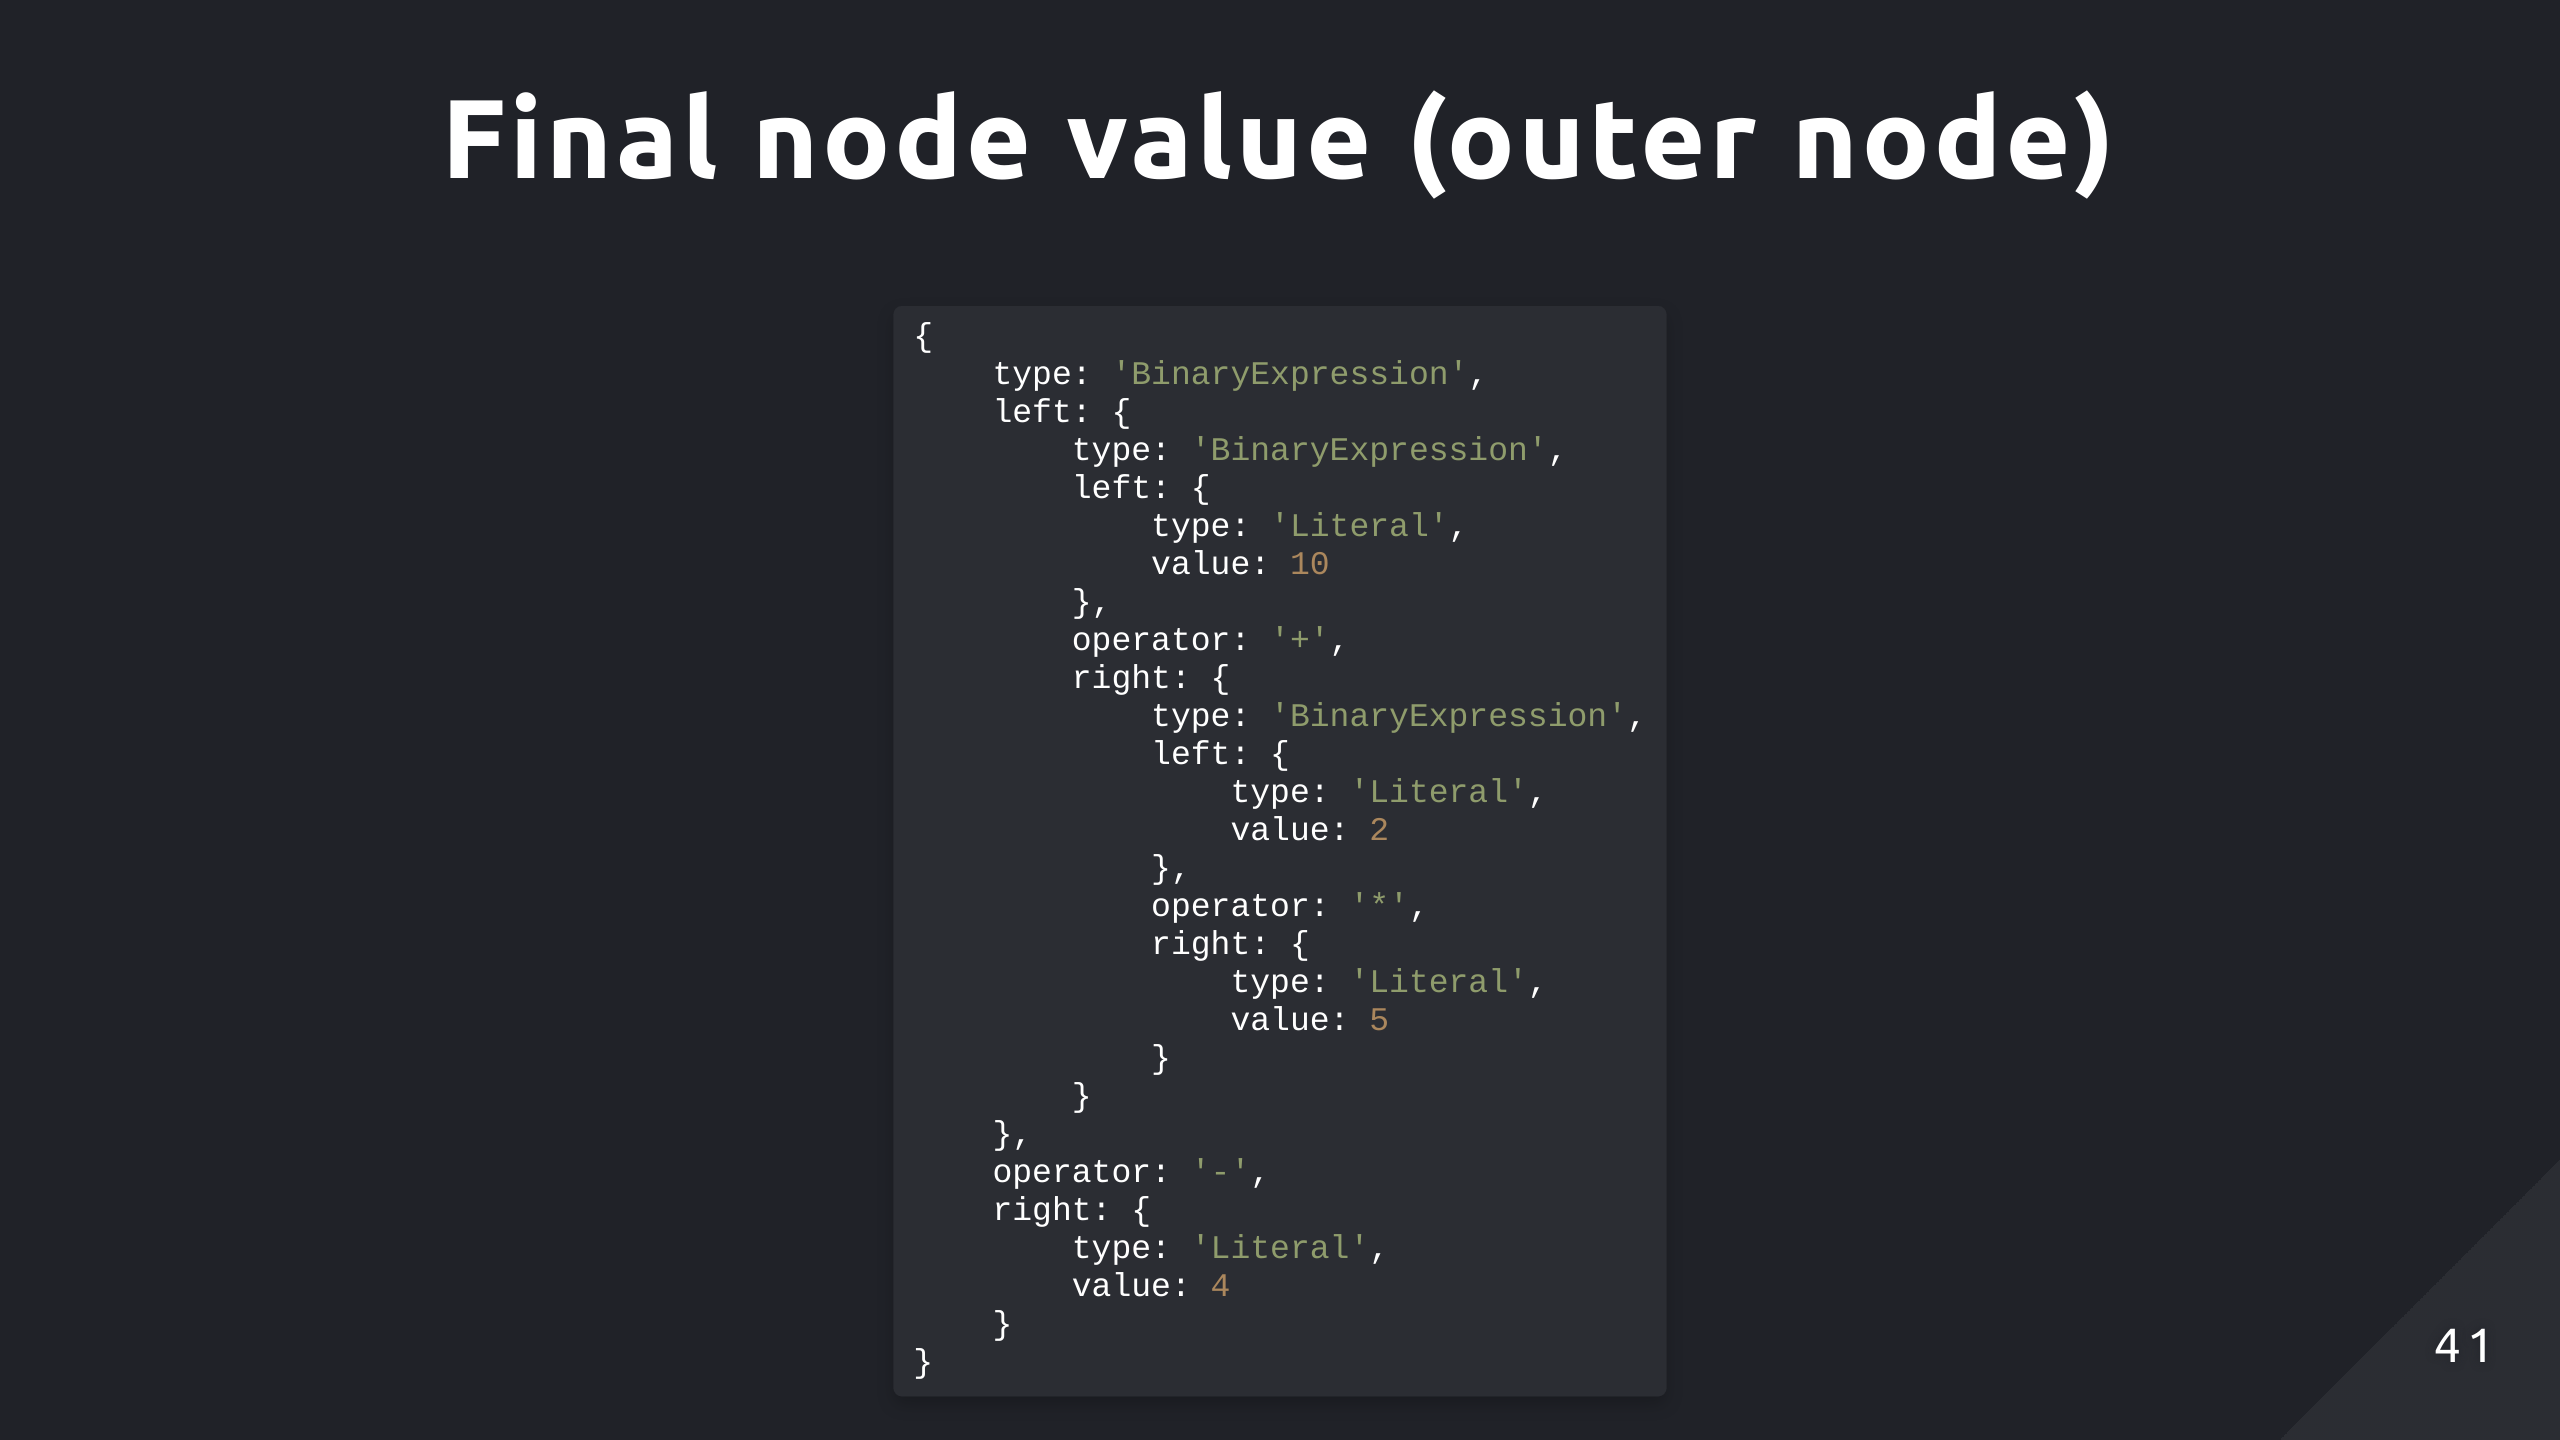 Final node value (outer node)
{
    type: 'BinaryExpression',
    left: {
        type: 'BinaryExpression',
        left: {
            type: 'Literal',
            value: 10
        },
        operator: '+',
        right: {
            type: 'BinaryExpression',
            left: {
                type: 'Literal',
                value: 2
            },
            operator: '*',
            right: {
                type: 'Literal',
                value: 5
            }
        }
    },
    operator: '-',
    right: {
        type: 'Literal',
        value: 4
    }
}
41